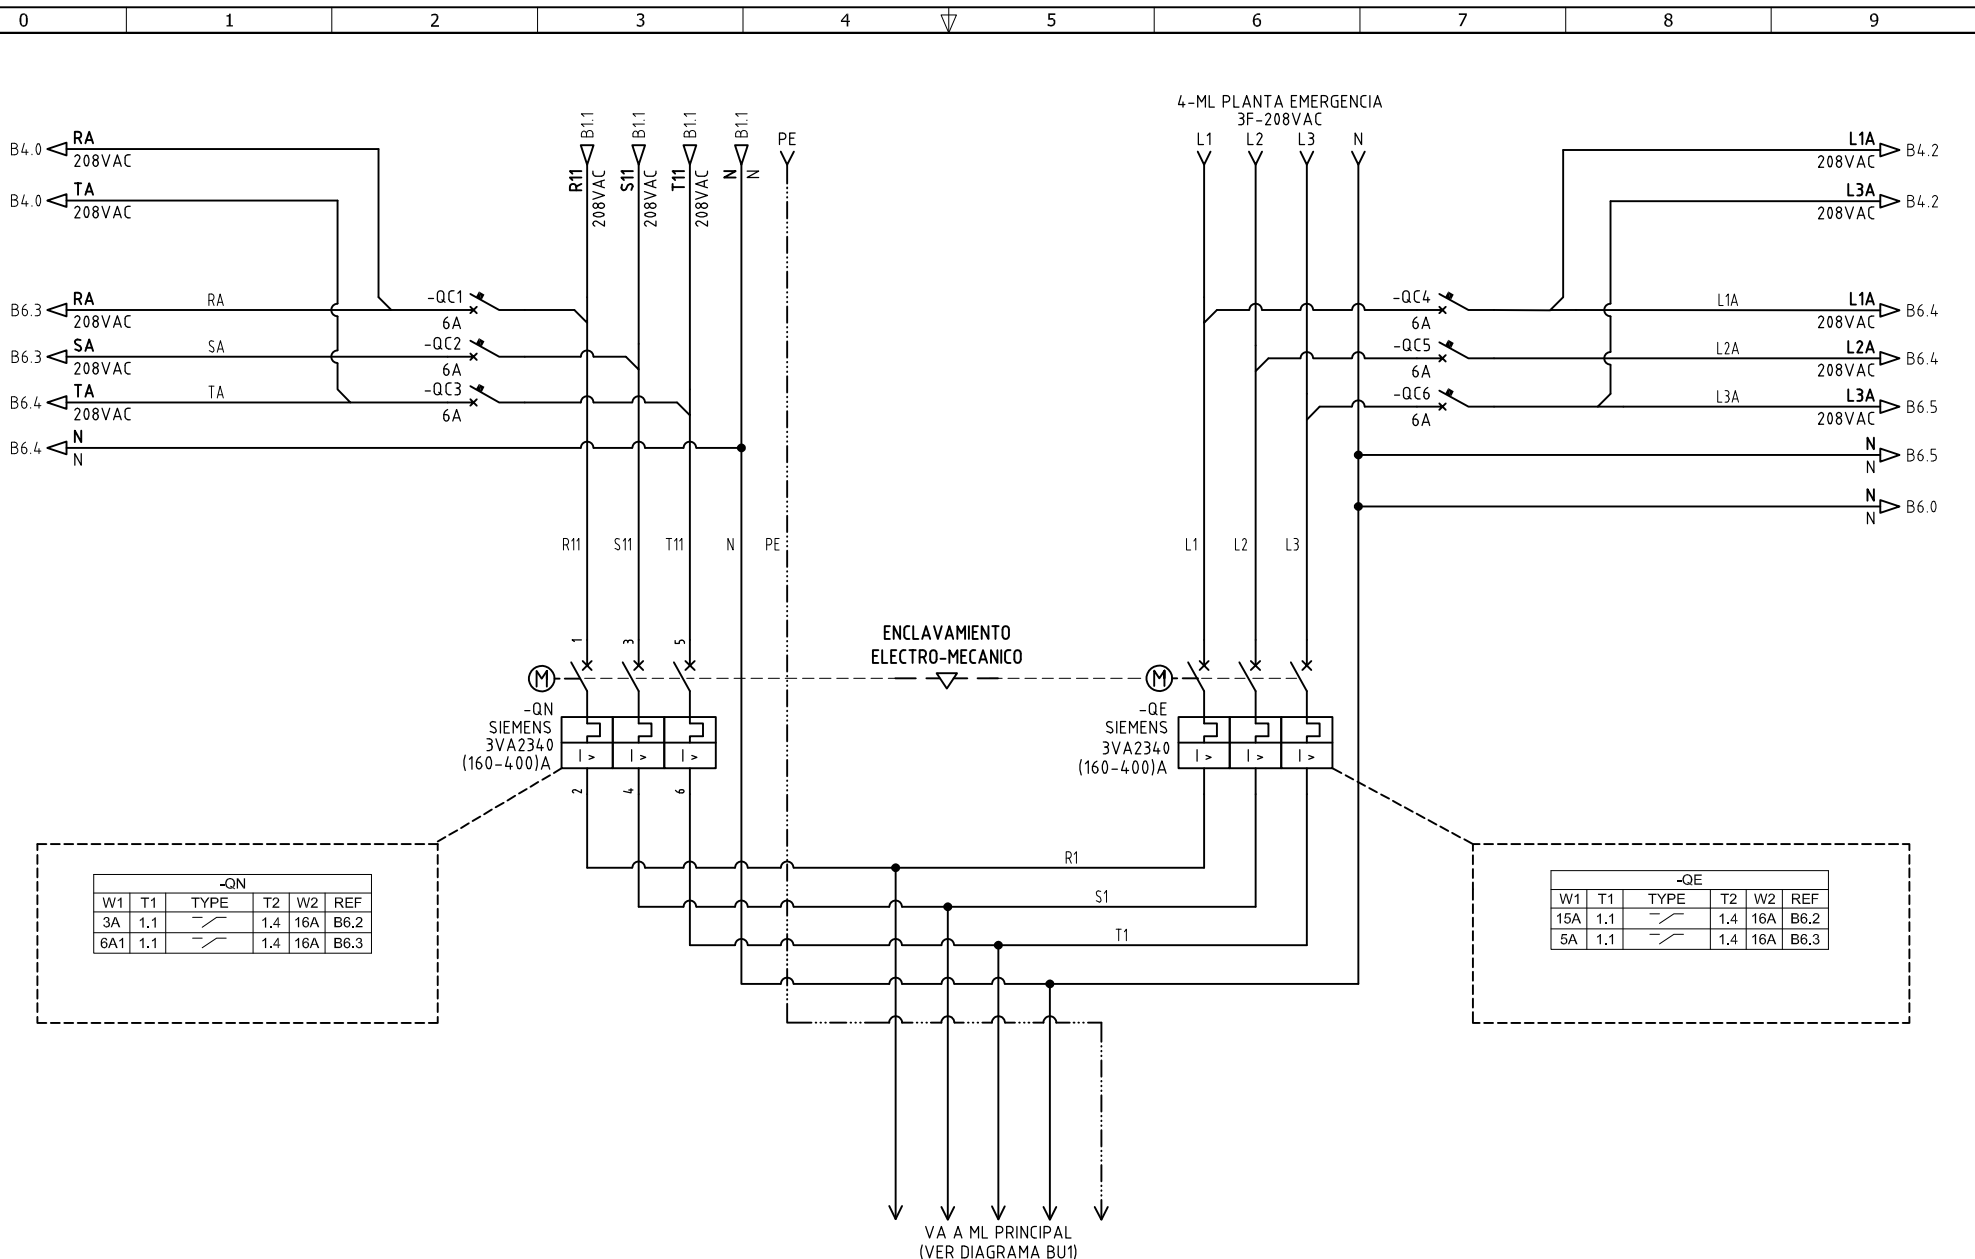 0 1 2 3 4 5 6 7 8 9
4-ML PLANTA EMERGENCIA
3F-208VAC
B1.1 B1.1 B1.1 B1.1
PE
L1 L2 L3 N
R11 208VAC
S11 208VAC
T11 208VAC
N N
B4.0 RA
208VAC
B4.0 TA
208VAC
L1A B4.2
208VAC
L3A B4.2
208VAC
B6.3 RA
208VAC
RA
-QC1
6A
B6.3 SA
208VAC
SA
-QC2
6A
B6.4 TA
208VAC
TA
-QC3
6A
B6.4 N
N
-QC4
6A
L1A
L1A B6.4
208VAC
-QC5
6A
L2A
L2A B6.4
208VAC
-QC6
6A
L3A
L3A B6.5
208VAC
N B6.5
N
N B6.0
N
R11 S11 T11 N PE
L1 L2 L3
1 3 5
ENCLAVAMIENTO
ELECTRO-MECANICO
M
M
-QN
SIEMENS
3VA2340
(160-400)A
I> I> I>
2 4 6
-QE
SIEMENS
3VA2340
(160-400)A
I> I> I>
R1
S1
T1
-QN
W1 T1 TYPE T2 W2 REF
3A 1.1 1.4 16A B6.2
6A1 1.1 1.4 16A B6.3
-QE
W1 T1 TYPE T2 W2 REF
15A 1.1 1.4 16A B6.2
5A 1.1 1.4 16A B6.3
VA A ML PRINCIPAL
(VER DIAGRAMA BU1)